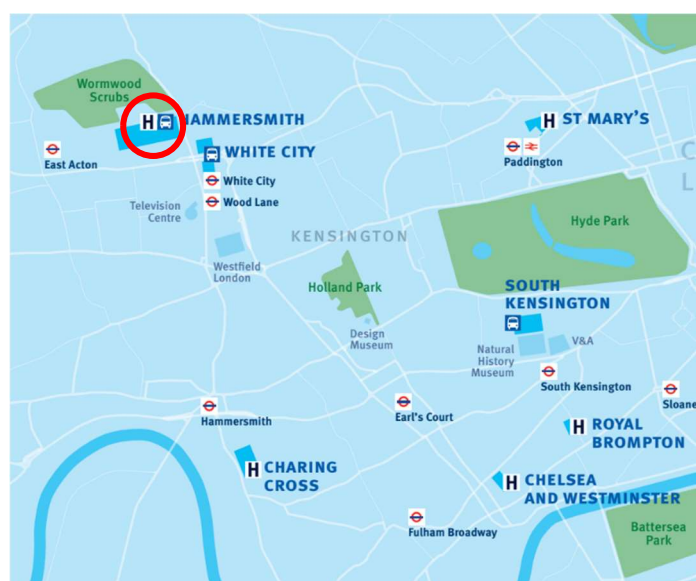 Wormwood
Scrubs
H HAMMERSMITH
H ST MARY'S
East Acton
WHITE CITY
Paddington
White City
Wood Lane
Television
Centre
Hyde Park
KENSINGTON
Westfield
London
Holland Park
SOUTH
KENSINGTON
Design
Museum
V&A
Natural
History
Museum
South Kensington
Sloane
Earl's Court
Hammersmith
H ROYAL
BROMPTON
H CHARING
CROSS
H CHELSEA
AND WESTMINSTER
Fulham Broadway
Battersea
Park
C
L